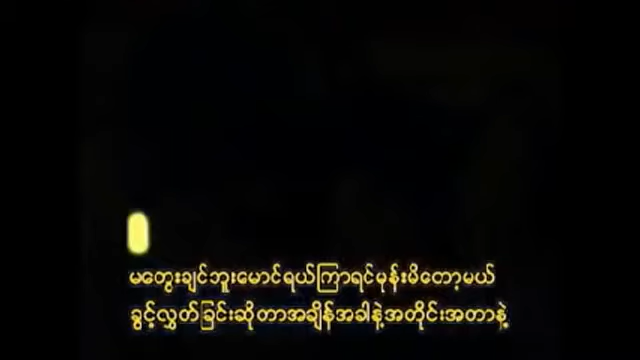 မတွေးချင်ဘူးမောင်ရယ်ကြာရင်မုန်းမိတော့မယ်
ခွင့်လွှတ်ခြင်းဆိုတာအချိန်အခါနဲ့အတိုင်းအတာနဲ့